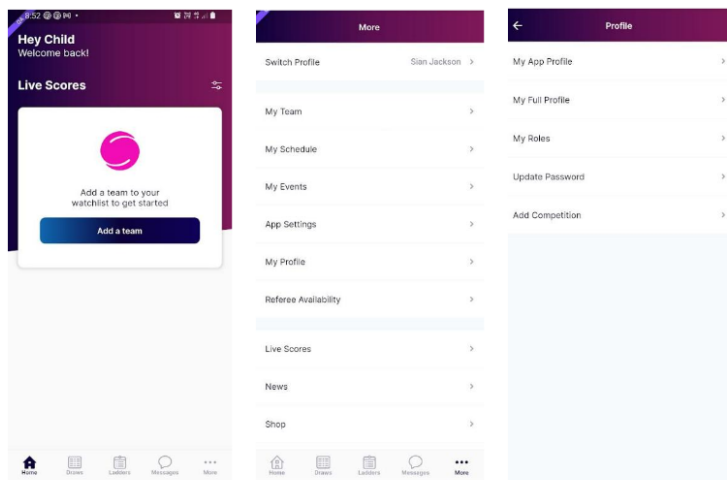 8:52
Hey Child
Welcome back!
Live Scores
Add a team to your
watchlist to get started
Add a team
Home
Draws
Ladders
Messages
More
More
Switch Profile
Sian Jackson
My Team
My Schedule
My Events
App Settings
My Profile
Referee Availability
Live Scores
News
Shop
Home
Draws
Ladders
Messages
More
Profile
My App Profile
My Full Profile
My Roles
Update Password
Add Competition